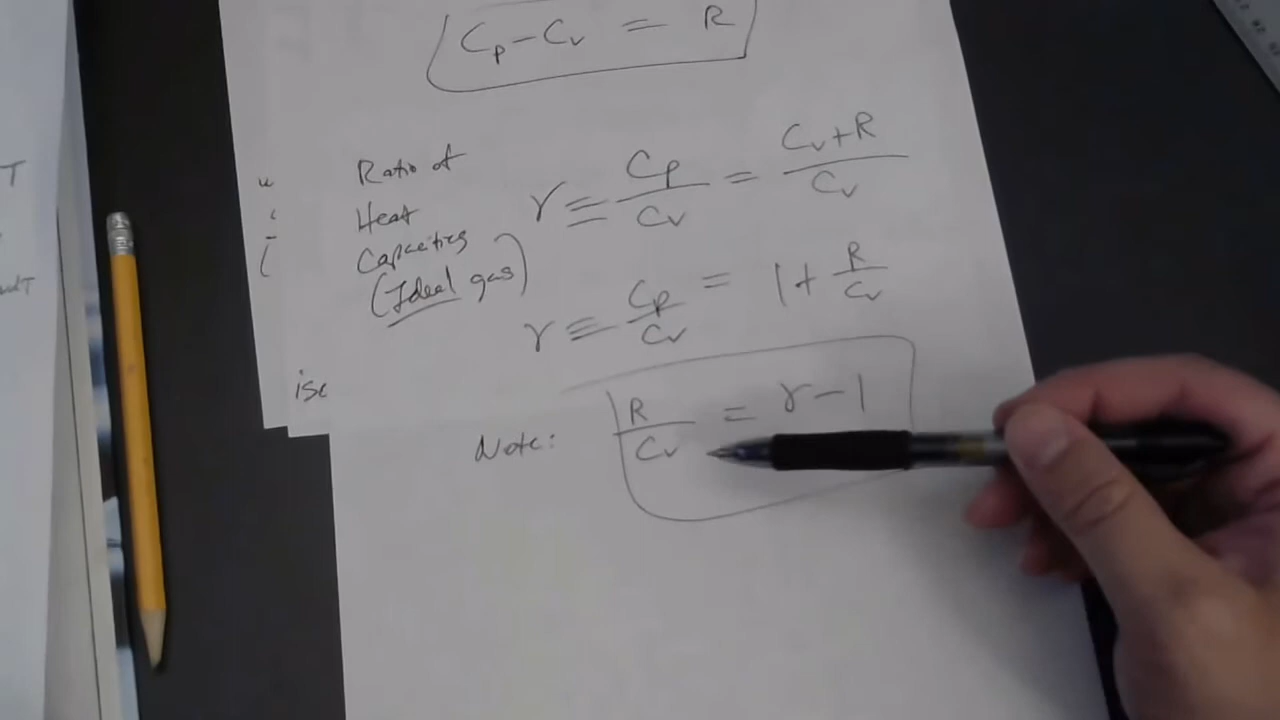 Cp - Cv = R
Ratio of
Heat
Capacities
(Ideal gas)
γ ≡ Cp/Cv = (Cv + R)/Cv
γ ≡ Cp/Cv = 1 + R/Cv
Note: R/Cv = γ - 1
T